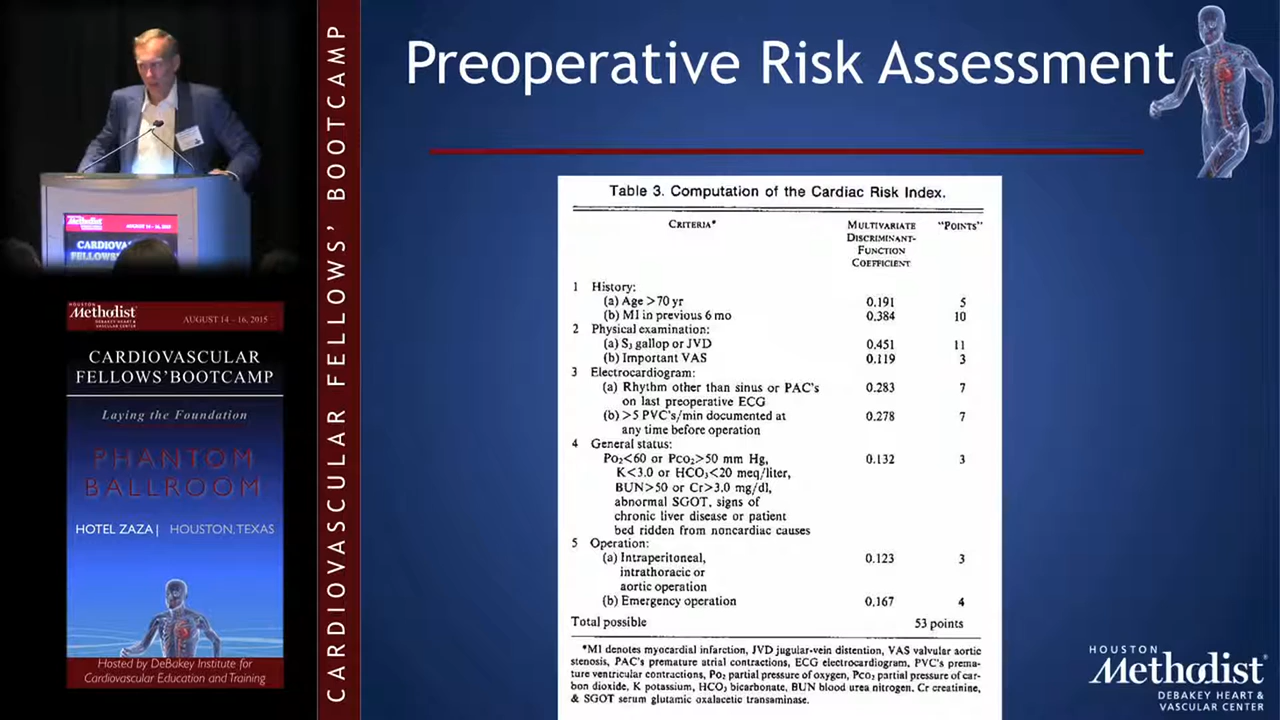 Preoperative Risk Assessment
Table 3. Computation of the Cardiac Risk Index.
CRITERIA* MULTIVARIATE DISCRIMINANT-FUNCTION COEFFICIENT "POINTS"
1 History:
(a) Age >70 yr 0.191 5
(b) MI in previous 6 mo 0.384 10
2 Physical examination:
(a) S₃ gallop or JVD 0.451 11
(b) Important VAS 0.119 3
3 Electrocardiogram:
(a) Rhythm other than sinus or PAC's 0.283 7
on last preoperative ECG
(b) >5 PVC's/min documented at 0.278 7
any time before operation
4 General status:
Po₂<60 or Pco₂>50 mm Hg, 0.132 3
K<3.0 or HCO₃<20 meq/liter,
BUN>50 or Cr>3.0 mg/dl,
abnormal SGOT, signs of
chronic liver disease or patient
bed ridden from noncardiac causes
5 Operation:
(a) Intraperitoneal, 0.123 3
intrathoracic or
aortic operation
(b) Emergency operation 0.167 4
Total possible 53 points
*MI denotes myocardial infarction, JVD jugular-vein distention, VAS valvular aortic
stenosis, PAC's premature atrial contractions, ECG electrocardiogram, PVC's prema-
ture ventricular contractions, Po₂ partial pressure of oxygen, Pco₂ partial pressure of car-
bon dioxide, K potassium, HCO₃ bicarbonate, BUN blood urea nitrogen, Cr creatinine,
& SGOT serum glutamic oxalacetic transaminase.
HOUSTON
Methodist
DEBAKEY HEART &
VASCULAR CENTER
CARDIOVASCULAR FELLOWS' BOOTCAMP
Methodist
AUGUST 14 - 16, 2015
CARDIOVA
FELLOWS'
HOUSTON
Methodist
DEBAKEY HEART &
VASCULAR CENTER
AUGUST 14 – 16, 2015
CARDIOVASCULAR
FELLOWS' BOOTCAMP
Laying the Foundation
PHANTOM
BALLROOM
HOTEL ZAZA | HOUSTON, TEXAS
Hosted by DeBakey Institute for
Cardiovascular Education and Training